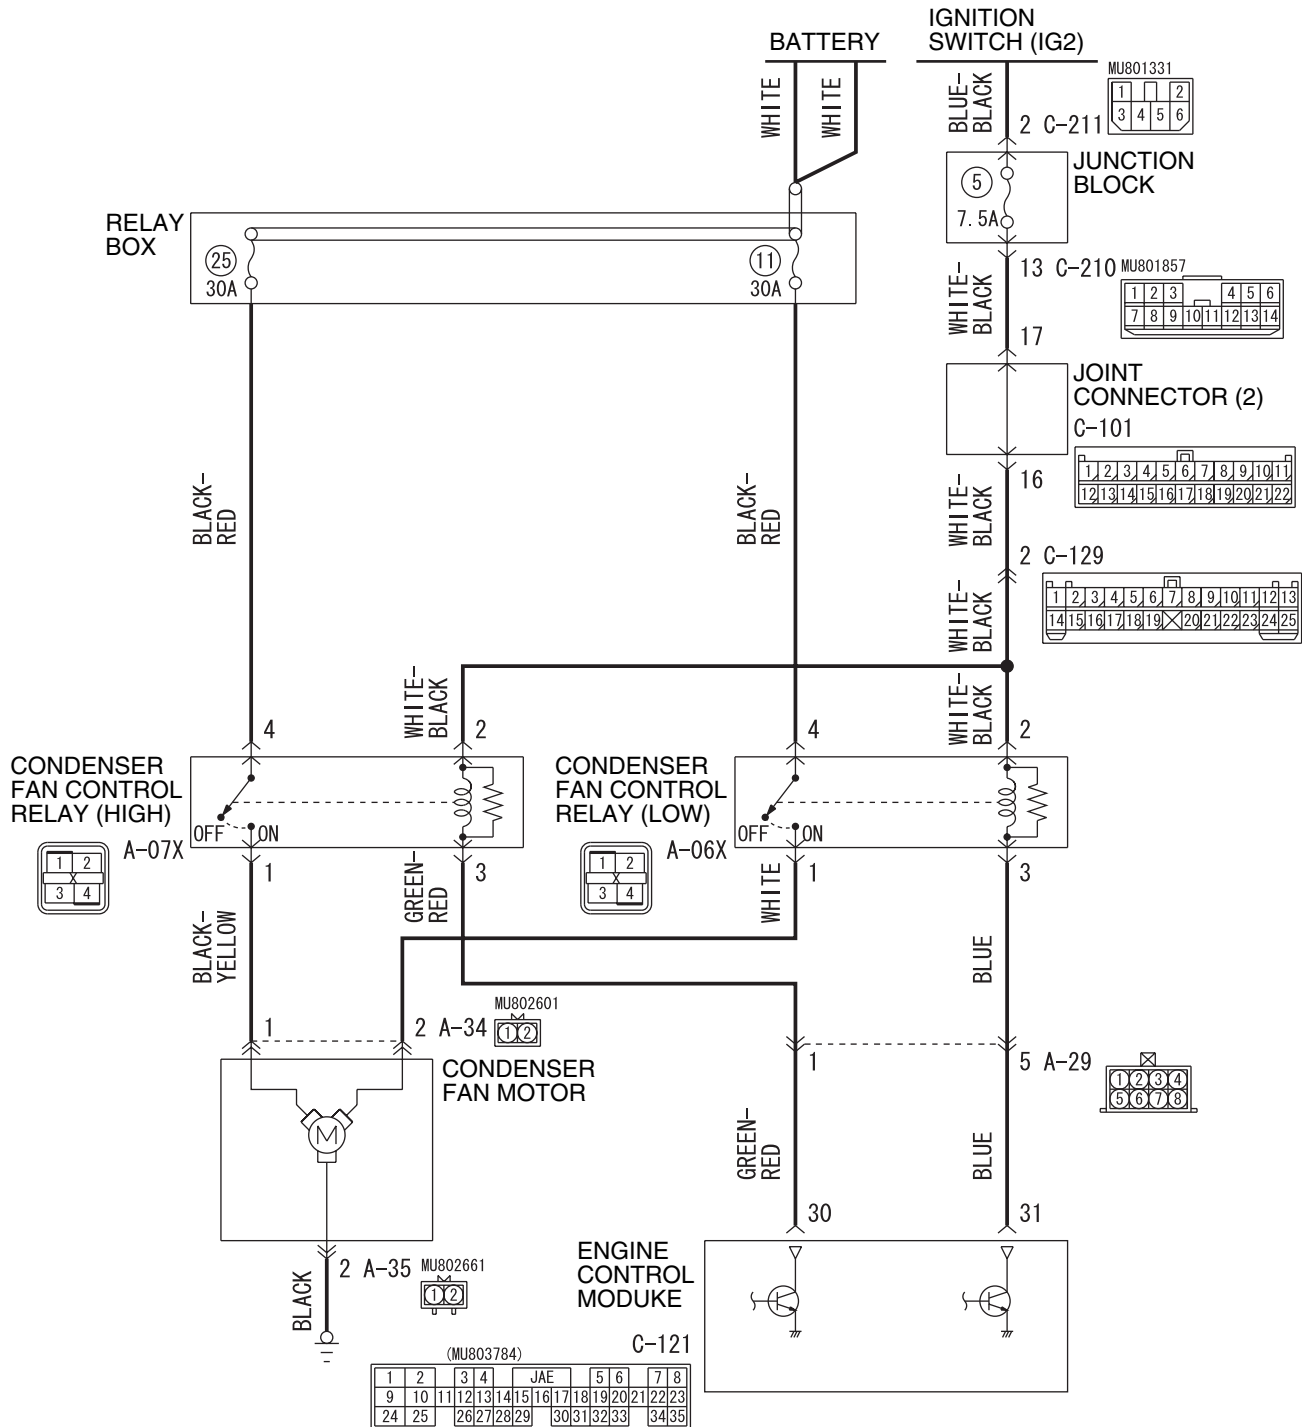 IGNITION
SWITCH (IG2)
BATTERY
MU801331
1 2
3 4 5 6
WHITE
WHITE
BLUE-
BLACK
2 C-211
JUNCTION
BLOCK
5
7.5A
RELAY
BOX
25
30A
11
30A
13 C-210
MU801857
1 2 3 4 5 6
7 8 9 10 11 12 13 14
WHITE-
BLACK
17
JOINT
CONNECTOR (2)
C-101
1 2 3 4 5 6 7 8 9 10 11
12 13 14 15 16 17 18 19 20 21 22
16
BLACK-
RED
BLACK-
RED
WHITE-
BLACK
2 C-129
1 2 3 4 5 6 7 8 9 10 11 12 13
14 15 16 17 18 19 20 21 22 23 24 25
WHITE-
BLACK
WHITE-
BLACK
WHITE-
BLACK
4 2 4 2
CONDENSER
FAN CONTROL
RELAY (HIGH)
OFF ON
A-07X
1 2
X
3 4
CONDENSER
FAN CONTROL
RELAY (LOW)
OFF ON
A-06X
1 2
X
3 4
1 3 1 3
GREEN-
RED
WHITE
BLACK-
YELLOW
BLUE
MU802601
1 2 A-34
1 2
CONDENSER
FAN MOTOR
M
1 5 A-29
1 2 3 4
5 6 7 8
GREEN-
RED
BLUE
30 31
2 A-35
MU802661
1 2
BLACK
ENGINE
CONTROL
MODUKE
C-121
(MU803784)
1 2 3 4 JAE 5 6 7 8
9 10 11 12 13 14 15 16 17 18 19 20 21 22 23
24 25 26 27 28 29 30 31 32 33 34 35